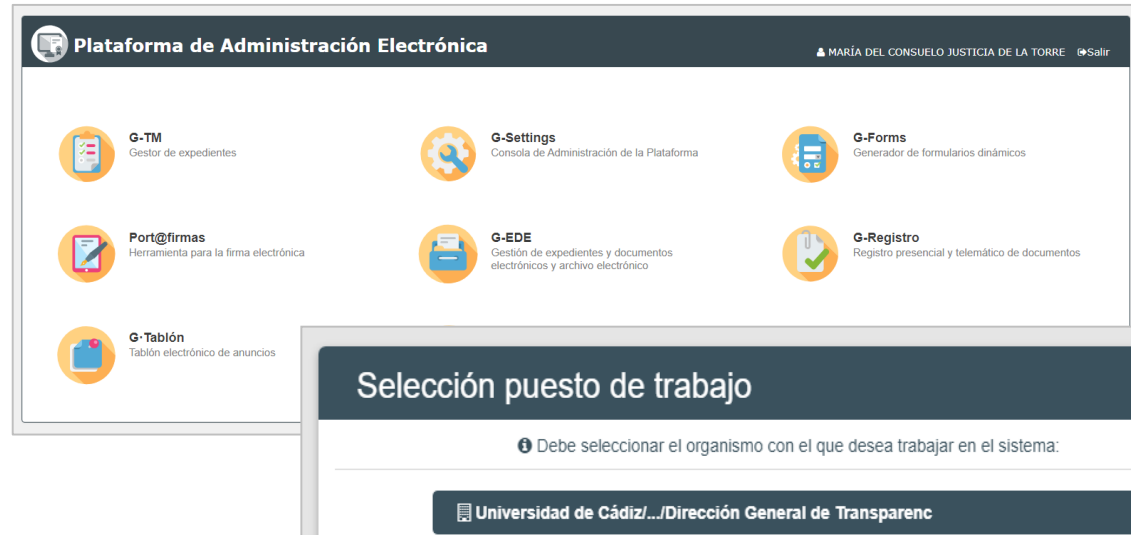 Plataforma de Administración Electrónica
MARÍA DEL CONSUELO JUSTICIA DE LA TORRE Salir
G-TM
Gestor de expedientes
G-Settings
Consola de Administración de la Plataforma
G-Forms
Generador de formularios dinámicos
Port@firmas
Herramienta para la firma electrónica
G-EDE
Gestión de expedientes y documentos
electrónicos y archivo electrónico
G-Registro
Registro presencial y telemático de documentos
G·Tablón
Tablón electrónico de anuncios
Selección puesto de trabajo
Debe seleccionar el organismo con el que desea trabajar en el sistema:
Universidad de Cádiz/.../Dirección General de Transparenc